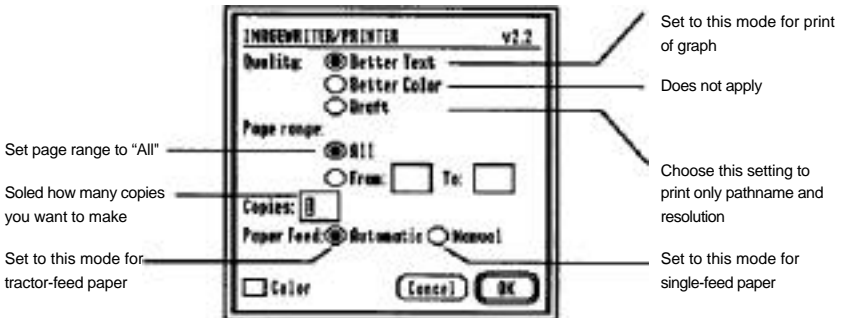 Set to this mode for print
of graph
IMAGEWRITER/PRINTER v2.2
Quality: Better Text
Better Color
Does not apply
Draft
Page range:
Set page range to “All”
All
From: To:
Choose this setting to
print only pathname and
resolution
Soled how many copies
you want to make
Copies:
Paper Feed: Automatic Manual
Set to this mode for
tractor-feed paper
Set to this mode for
single-feed paper
Color Cancel OK